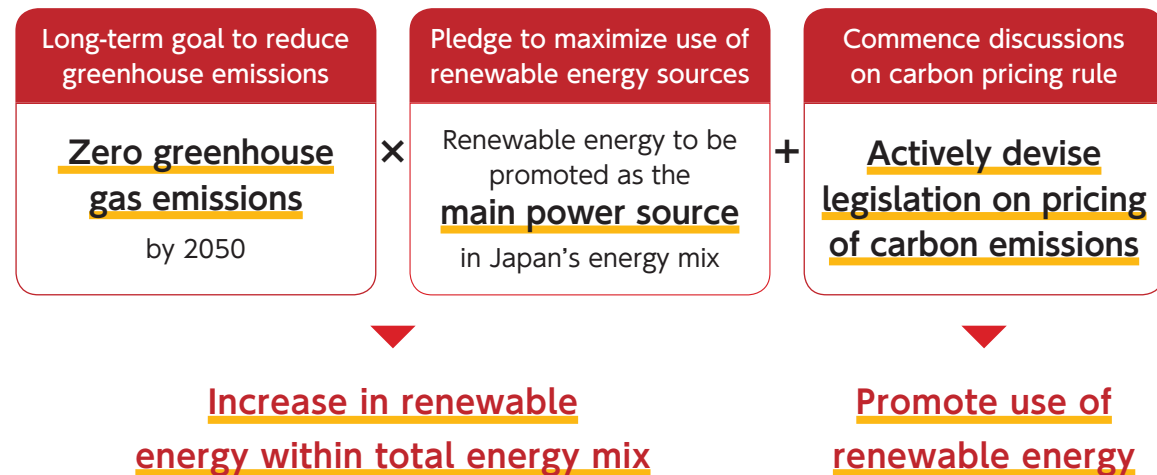 Long-term goal to reduce
greenhouse emissions
Zero greenhouse
gas emissions
by 2050
×
Pledge to maximize use of
renewable energy sources
Renewable energy to be
promoted as the
main power source
in Japan's energy mix
+
Commence discussions
on carbon pricing rule
Actively devise
legislation on pricing
of carbon emissions
Increase in renewable
energy within total energy mix
Promote use of
renewable energy